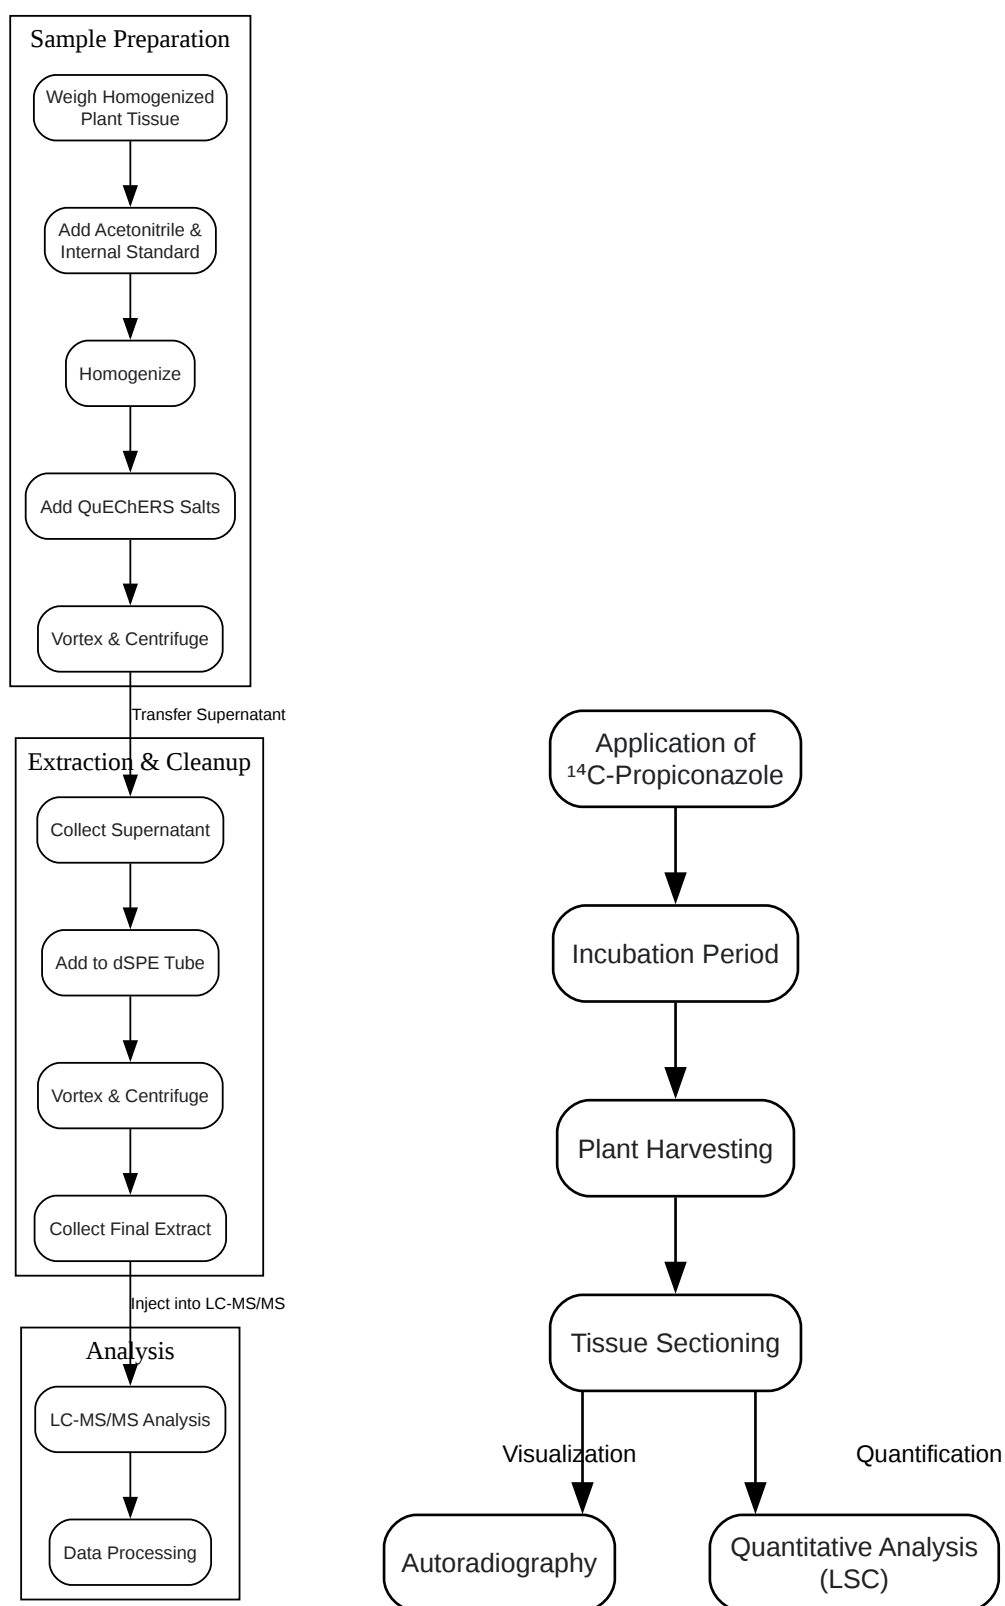 Sample Preparation
Weigh Homogenized
Plant Tissue
Add Acetonitrile &
Internal Standard
Homogenize
Add QuEChERS Salts
Vortex & Centrifuge
Transfer Supernatant
Extraction & Cleanup
Collect Supernatant
Add to dSPE Tube
Vortex & Centrifuge
Collect Final Extract
Inject into LC-MS/MS
Analysis
LC-MS/MS Analysis
Data Processing
Application of
¹⁴C-Propiconazole
Incubation Period
Plant Harvesting
Tissue Sectioning
Visualization
Quantification
Autoradiography
Quantitative Analysis
(LSC)